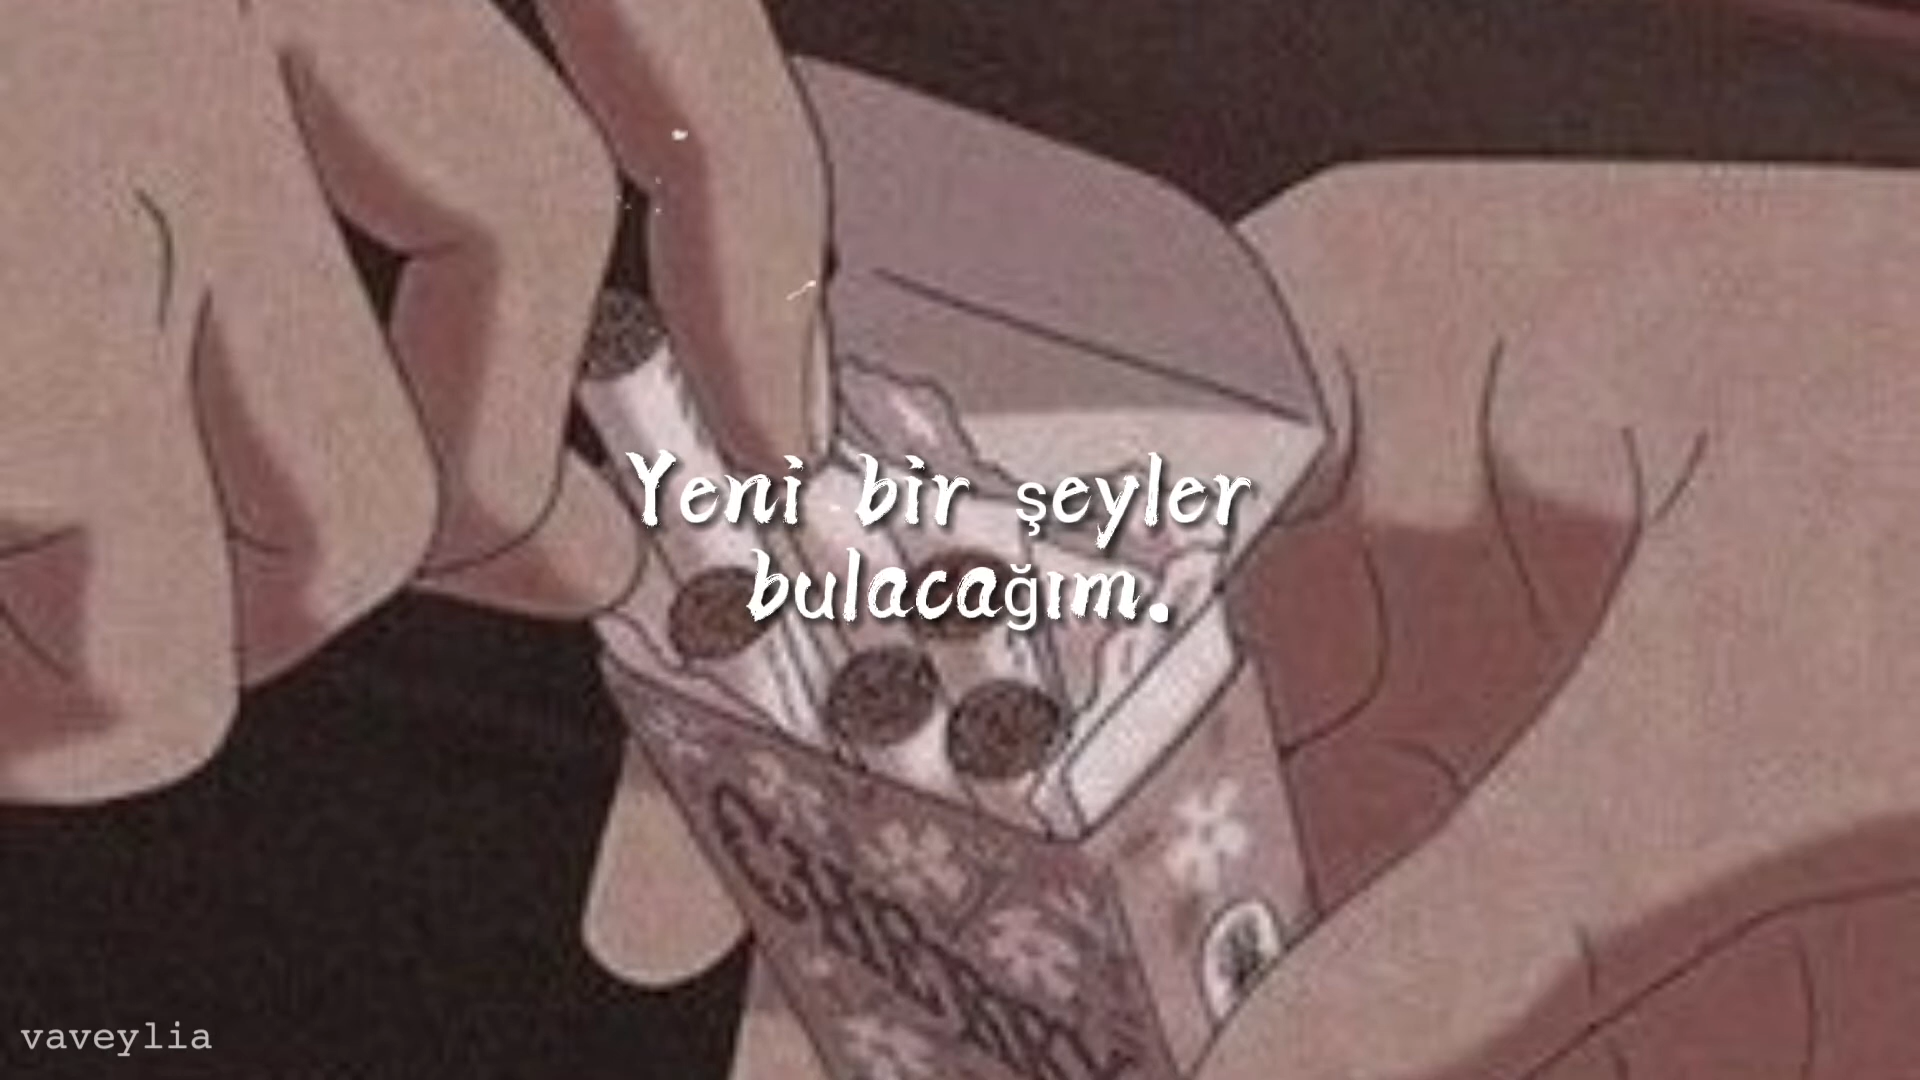 Yeni bir şeyler
bulacağım.
vaveylia